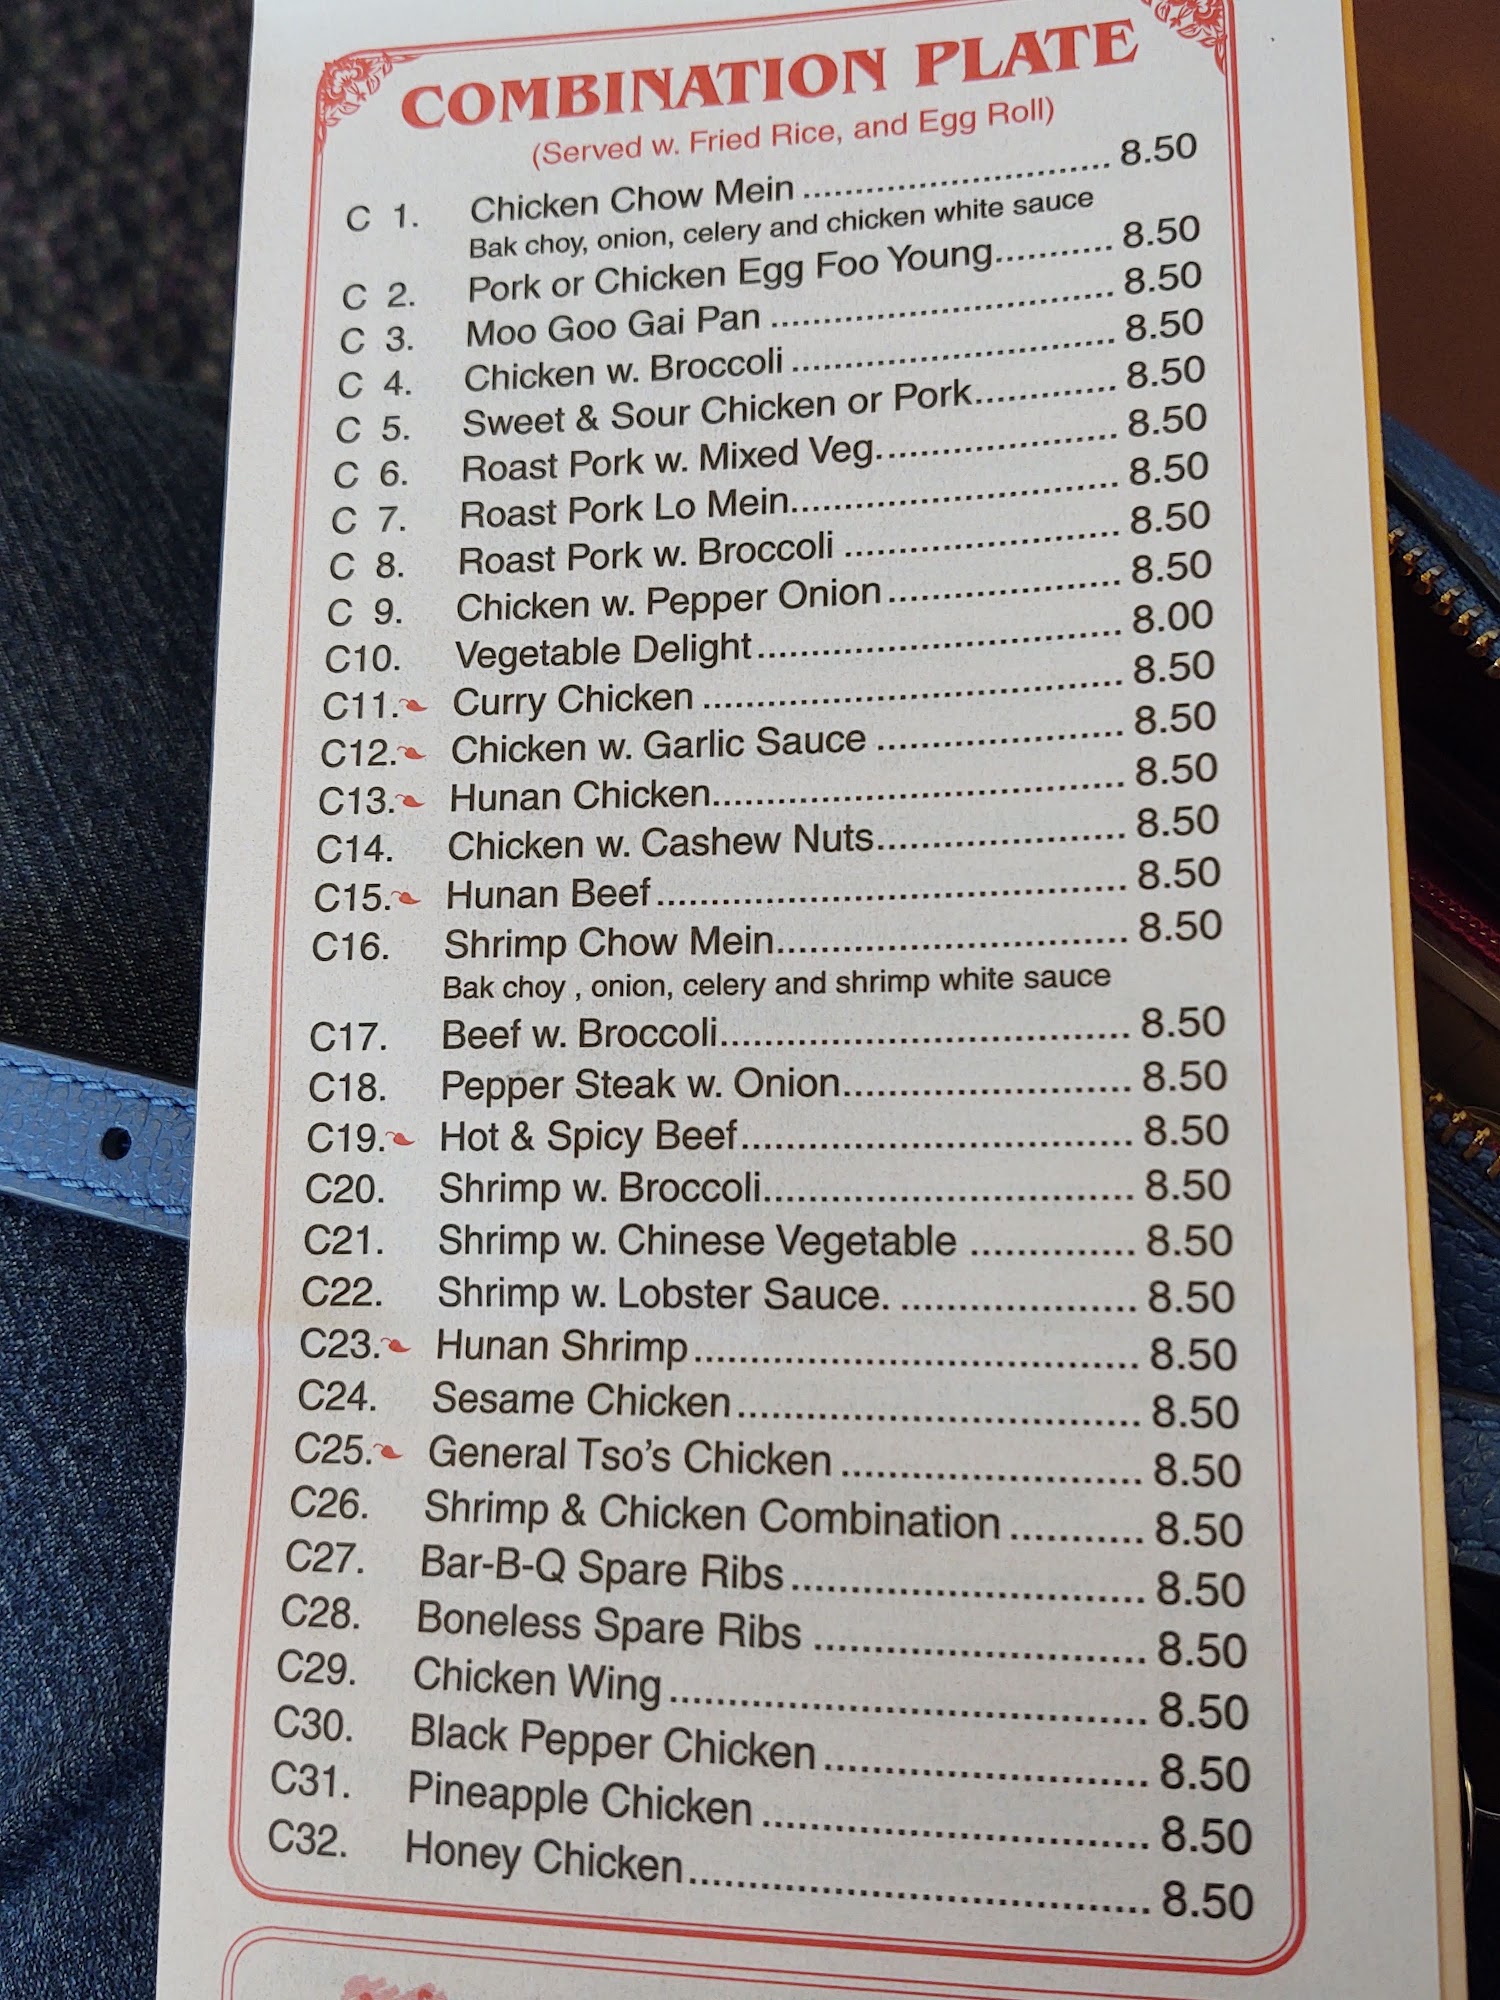 COMBINATION PLATE
(Served w. Fried Rice, and Egg Roll)
C 1. Chicken Chow Mein ................................ 8.50
Bak choy, onion, celery and chicken white sauce
C 2. Pork or Chicken Egg Foo Young........... 8.50
C 3. Moo Goo Gai Pan ................................ 8.50
C 4. Chicken w. Broccoli .............................. 8.50
C 5. Sweet & Sour Chicken or Pork............. 8.50
C 6. Roast Pork w. Mixed Veg...................... 8.50
C 7. Roast Pork Lo Mein.............................. 8.50
C 8. Roast Pork w. Broccoli ......................... 8.50
C 9. Chicken w. Pepper Onion ..................... 8.50
C10. Vegetable Delight.................................. 8.00
C11. Curry Chicken ....................................... 8.50
C12. Chicken w. Garlic Sauce ....................... 8.50
C13. Hunan Chicken...................................... 8.50
C14. Chicken w. Cashew Nuts....................... 8.50
C15. Hunan Beef........................................... 8.50
C16. Shrimp Chow Mein................................ 8.50
Bak choy , onion, celery and shrimp white sauce
C17. Beef w. Broccoli..................................... 8.50
C18. Pepper Steak w. Onion.......................... 8.50
C19. Hot & Spicy Beef................................... 8.50
C20. Shrimp w. Broccoli................................. 8.50
C21. Shrimp w. Chinese Vegetable .............. 8.50
C22. Shrimp w. Lobster Sauce. .................... 8.50
C23. Hunan Shrimp....................................... 8.50
C24. Sesame Chicken................................... 8.50
C25. General Tso's Chicken .......................... 8.50
C26. Shrimp & Chicken Combination ........... 8.50
C27. Bar-B-Q Spare Ribs .............................. 8.50
C28. Boneless Spare Ribs ............................ 8.50
C29. Chicken Wing ........................................ 8.50
C30. Black Pepper Chicken ........................... 8.50
C31. Pineapple Chicken ................................ 8.50
C32. Honey Chicken...................................... 8.50